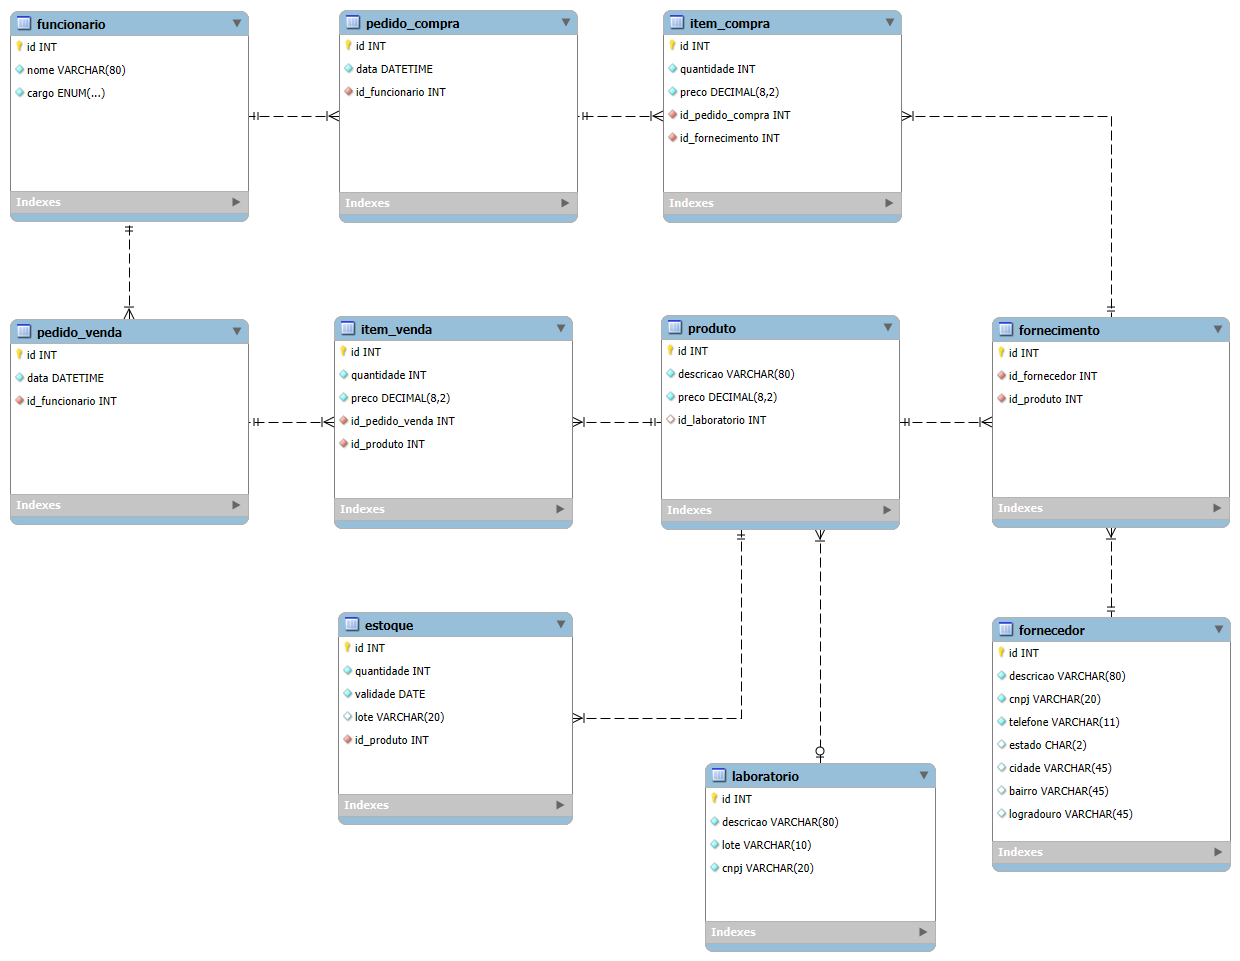 funcionario
id INT
nome VARCHAR(80)
cargo ENUM(...)
Indexes
pedido_compra
id INT
data DATETIME
id_funcionario INT
Indexes
item_compra
id INT
quantidade INT
preco DECIMAL(8,2)
id_pedido_compra INT
id_fornecimento INT
Indexes
pedido_venda
id INT
data DATETIME
id_funcionario INT
Indexes
item_venda
id INT
quantidade INT
preco DECIMAL(8,2)
id_pedido_venda INT
id_produto INT
Indexes
produto
id INT
descricao VARCHAR(80)
preco DECIMAL(8,2)
id_laboratorio INT
Indexes
fornecimento
id INT
id_fornecedor INT
id_produto INT
Indexes
estoque
id INT
quantidade INT
validade DATE
lote VARCHAR(20)
id_produto INT
Indexes
laboratorio
id INT
descricao VARCHAR(80)
lote VARCHAR(10)
cnpj VARCHAR(20)
Indexes
fornecedor
id INT
descricao VARCHAR(80)
cnpj VARCHAR(20)
telefone VARCHAR(11)
estado CHAR(2)
cidade VARCHAR(45)
bairro VARCHAR(45)
logradouro VARCHAR(45)
Indexes